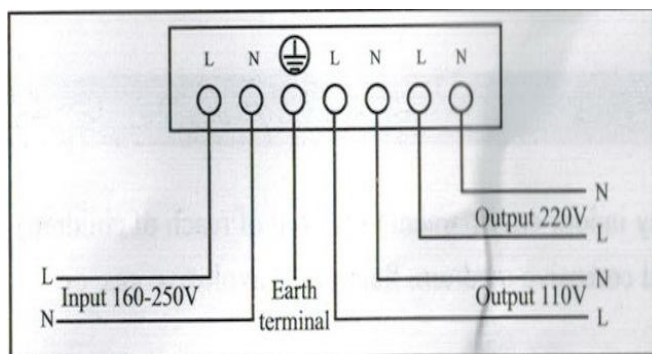 L N L N L N
N
Output 220V
L
L
Input 160-250V
Earth
terminal
Output 110V
N
N
L